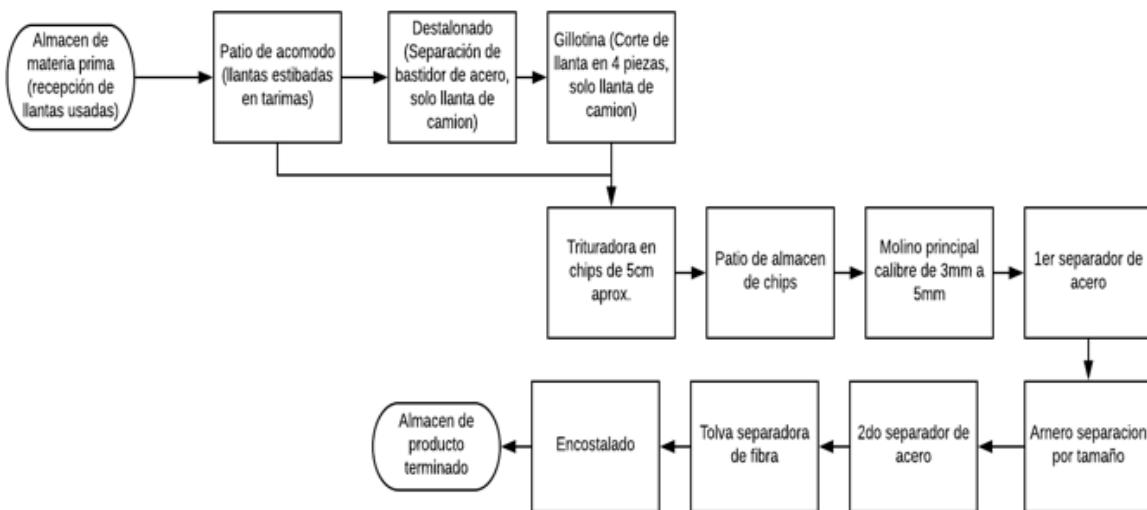 Almacen de
materia prima
(recepción de
llantas usadas)
Patio de acomodo
(llantas estibadas
en tarimas)
Destalonado
(Separación de
bastidor de acero,
solo llanta de
camion)
Gillotina (Corte de
llanta en 4 piezas,
solo llanta de
camion)
Trituradora en
chips de 5cm
aprox.
Patio de almacen
de chips
Molino principal
calibre de 3mm a
5mm
1er separador de
acero
Arnero separacion
por tamaño
2do separador de
acero
Tolva separadora
de fibra
Encostalado
Almacen de
producto
terminado